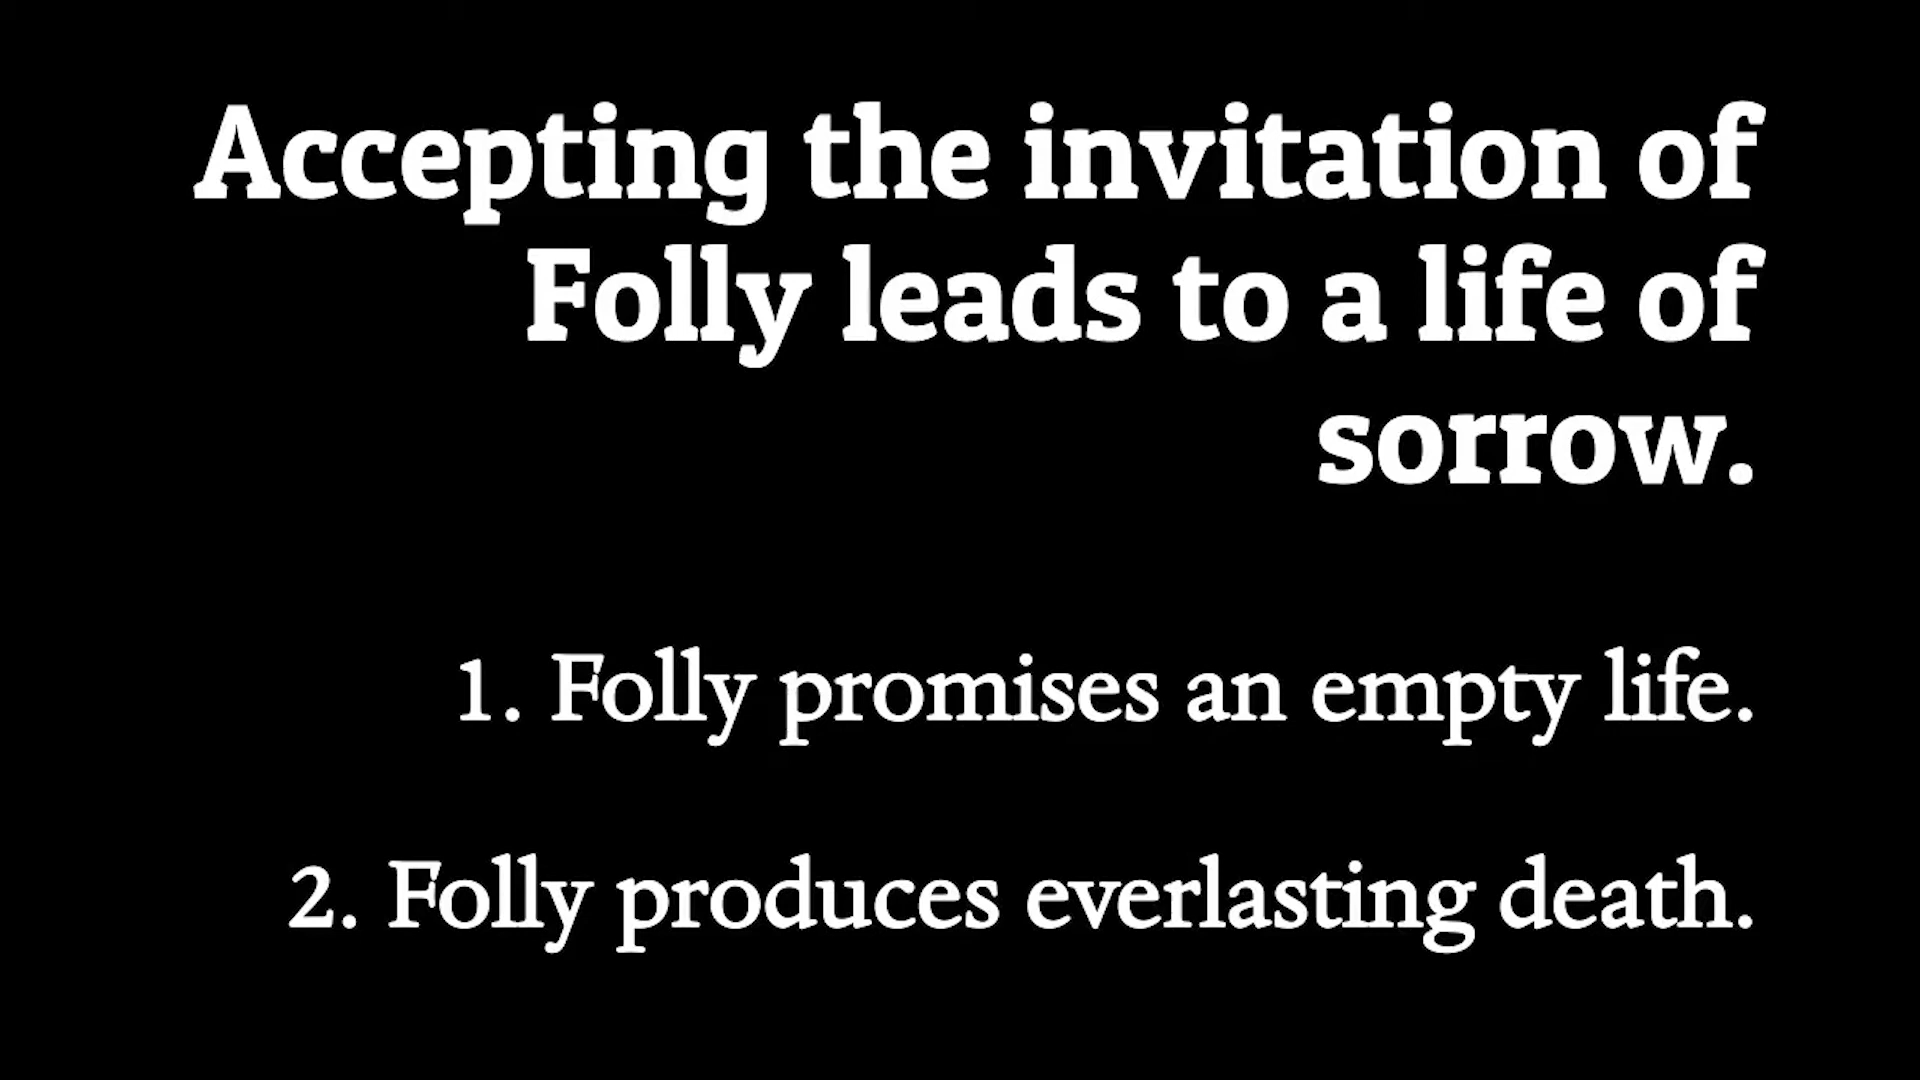 Accepting the invitation of
Folly leads to a life of
sorrow.
1. Folly promises an empty life.
2. Folly produces everlasting death.